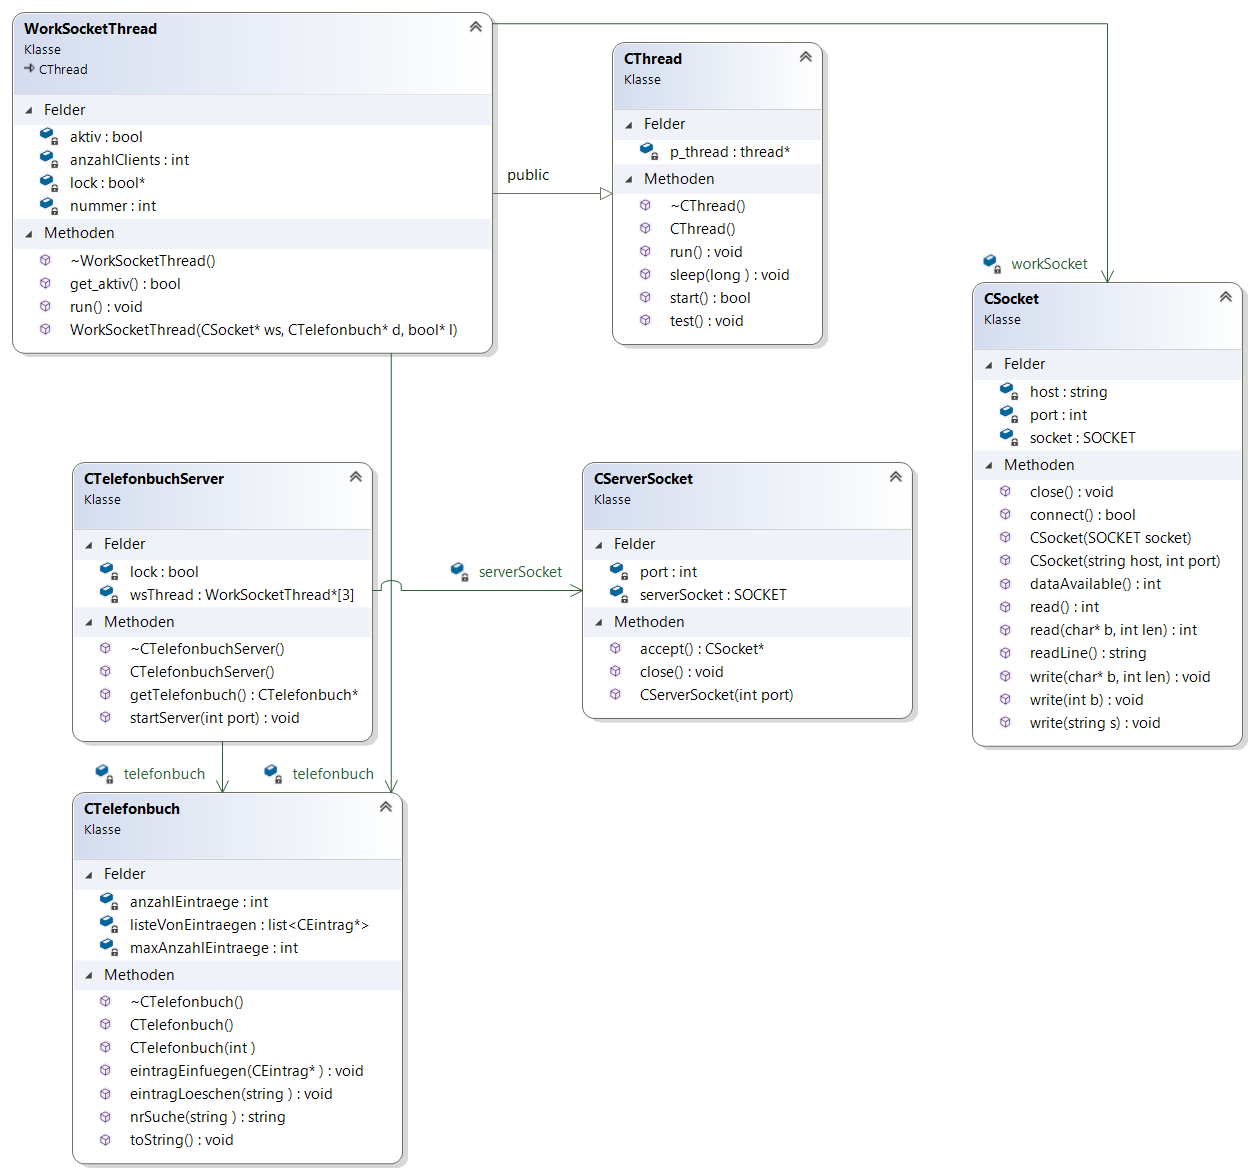 WorkSocketThread
Klasse
CThread
Felder
aktiv : bool
anzahlClients : int
lock : bool*
nummer : int
Methoden
~WorkSocketThread()
get_aktiv() : bool
run() : void
WorkSocketThread(CSocket* ws, CTelefonbuch* d, bool* l)
public
CThread
Klasse
Felder
p_thread : thread*
Methoden
~CThread()
CThread()
run() : void
sleep(long ) : void
start() : bool
test() : void
workSocket
CSocket
Klasse
Felder
host : string
port : int
socket : SOCKET
Methoden
close() : void
connect() : bool
CSocket(SOCKET socket)
CSocket(string host, int port)
dataAvailable() : int
read() : int
read(char* b, int len) : int
readLine() : string
write(char* b, int len) : void
write(int b) : void
write(string s) : void
CTelefonbuchServer
Klasse
Felder
lock : bool
wsThread : WorkSocketThread*[3]
Methoden
~CTelefonbuchServer()
CTelefonbuchServer()
getTelefonbuch() : CTelefonbuch*
startServer(int port) : void
serverSocket
CServerSocket
Klasse
Felder
port : int
serverSocket : SOCKET
Methoden
accept() : CSocket*
close() : void
CServerSocket(int port)
telefonbuch
telefonbuch
CTelefonbuch
Klasse
Felder
anzahlEintraege : int
listeVonEintraegen : list<CEintrag*>
maxAnzahlEintraege : int
Methoden
~CTelefonbuch()
CTelefonbuch()
CTelefonbuch(int )
eintragEinfuegen(CEintrag* ) : void
eintragLoeschen(string ) : void
nrSuche(string ) : string
toString() : void